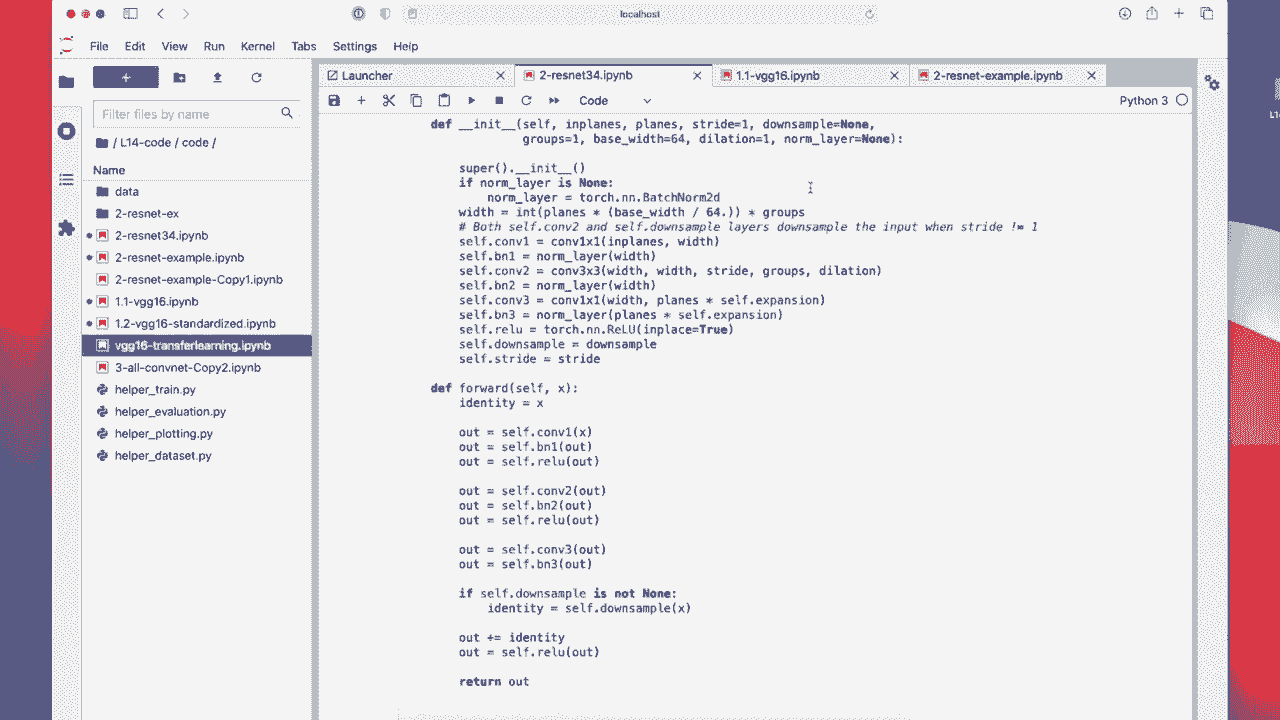 localhost
File Edit View Run Kernel Tabs Settings Help
Launcher
2-resnet34.ipynb
1.1-vgg16.ipynb
2-resnet-example.ipynb
Code
Python 3
Filter files by name
/ L14-code / code /
Name
data
2-resnet-ex
2-resnet34.ipynb
2-resnet-example.ipynb
2-resnet-example-Copy1.ipynb
1.1-vgg16.ipynb
1.2-vgg16-standardized.ipynb
vgg16-transferlearning.ipynb
3-all-convnet-Copy2.ipynb
helper_train.py
helper_evaluation.py
helper_plotting.py
helper_dataset.py
def __init__(self, inplanes, planes, stride=1, downsample=None,
groups=1, base_width=64, dilation=1, norm_layer=None):
super().__init__()
if norm_layer is None:
norm_layer = torch.nn.BatchNorm2d
width = int(planes * (base_width / 64.)) * groups
# Both self.conv2 and self.downsample layers downsample the input when stride != 1
self.conv1 = conv1x1(inplanes, width)
self.bn1 = norm_layer(width)
self.conv2 = conv3x3(width, width, stride, groups, dilation)
self.bn2 = norm_layer(width)
self.conv3 = conv1x1(width, planes * self.expansion)
self.bn3 = norm_layer(planes * self.expansion)
self.relu = torch.nn.ReLU(inplace=True)
self.downsample = downsample
self.stride = stride
def forward(self, x):
identity = x
out = self.conv1(x)
out = self.bn1(out)
out = self.relu(out)
out = self.conv2(out)
out = self.bn2(out)
out = self.relu(out)
out = self.conv3(out)
out = self.bn3(out)
if self.downsample is not None:
identity = self.downsample(x)
out += identity
out = self.relu(out)
return out